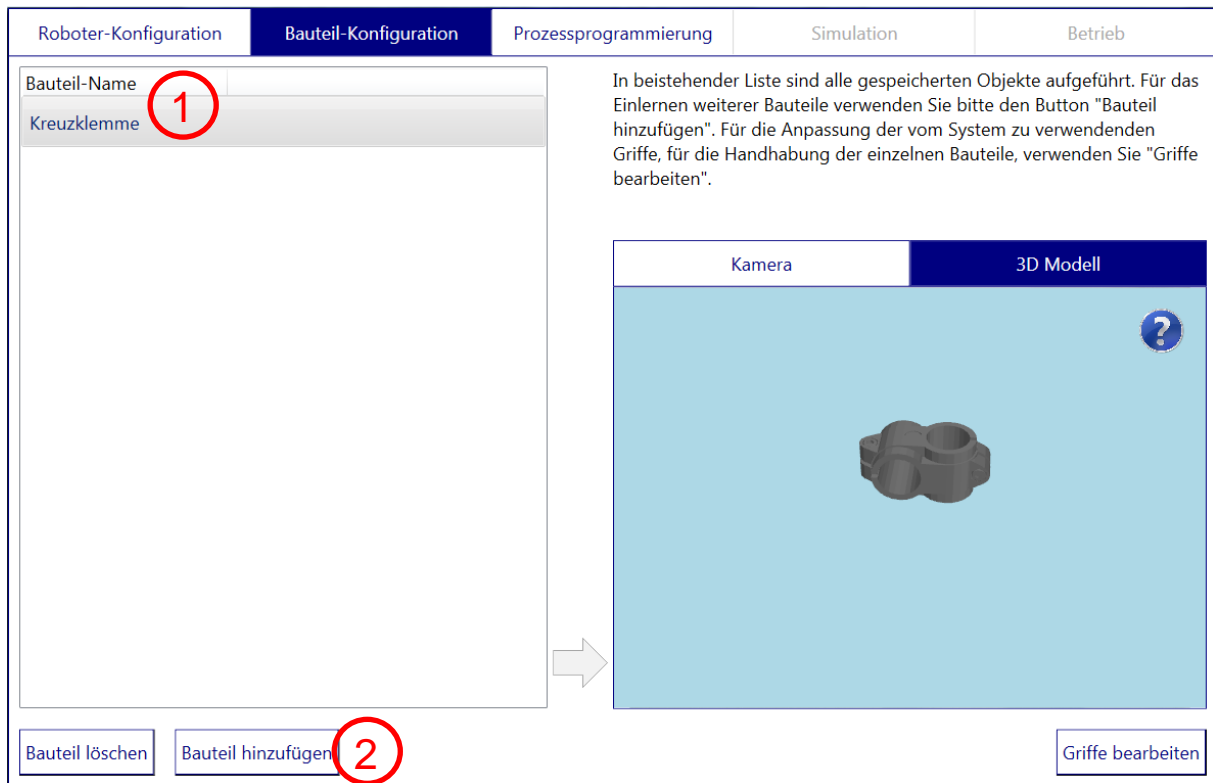 Roboter-Konfiguration
Bauteil-Konfiguration
Prozessprogrammierung
Simulation
Betrieb
Bauteil-Name
1
Kreuzklemme
In beistehender Liste sind alle gespeicherten Objekte aufgeführt. Für das
Einlernen weiterer Bauteile verwenden Sie bitte den Button "Bauteil
hinzufügen". Für die Anpassung der vom System zu verwendenden
Griffe, für die Handhabung der einzelnen Bauteile, verwenden Sie "Griffe
bearbeiten".
Kamera
3D Modell
?
Bauteil löschen
Bauteil hinzufügen
2
Griffe bearbeiten